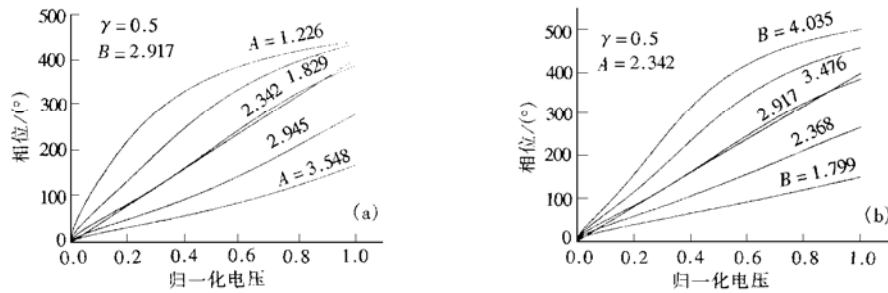 500
400
300
200
100
0
相位/(°)
γ = 0.5
B = 2.917
A = 1.226
1.829
2.342
2.945
A = 3.548
(a)
0.0 0.2 0.4 0.6 0.8 1.0
归一化电压
500
400
300
200
100
0
相位/(°)
γ = 0.5
A = 2.342
B = 4.035
3.476
2.917
2.368
B = 1.799
(b)
0.0 0.2 0.4 0.6 0.8 1.0
归一化电压